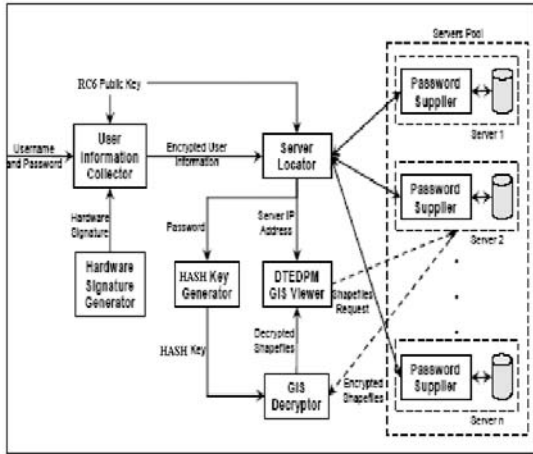 Servers Pool
RC6 Public Key
Password
Supplier
Server 1
Username
and Password
User
Information
Collector
Encrypted User
Information
Server
Locator
Password
Supplier
Server 2
Hardware
Signature
Password
Server IP
Address
Hardware
Signature
Generator
HASH Key
Generator
DTEDPM
GIS Viewer
Shapefiles
Request
HASH Key
Decrypted
Shapefiles
GIS
Decryptor
Encrypted
Shapefiles
Password
Supplier
Server n